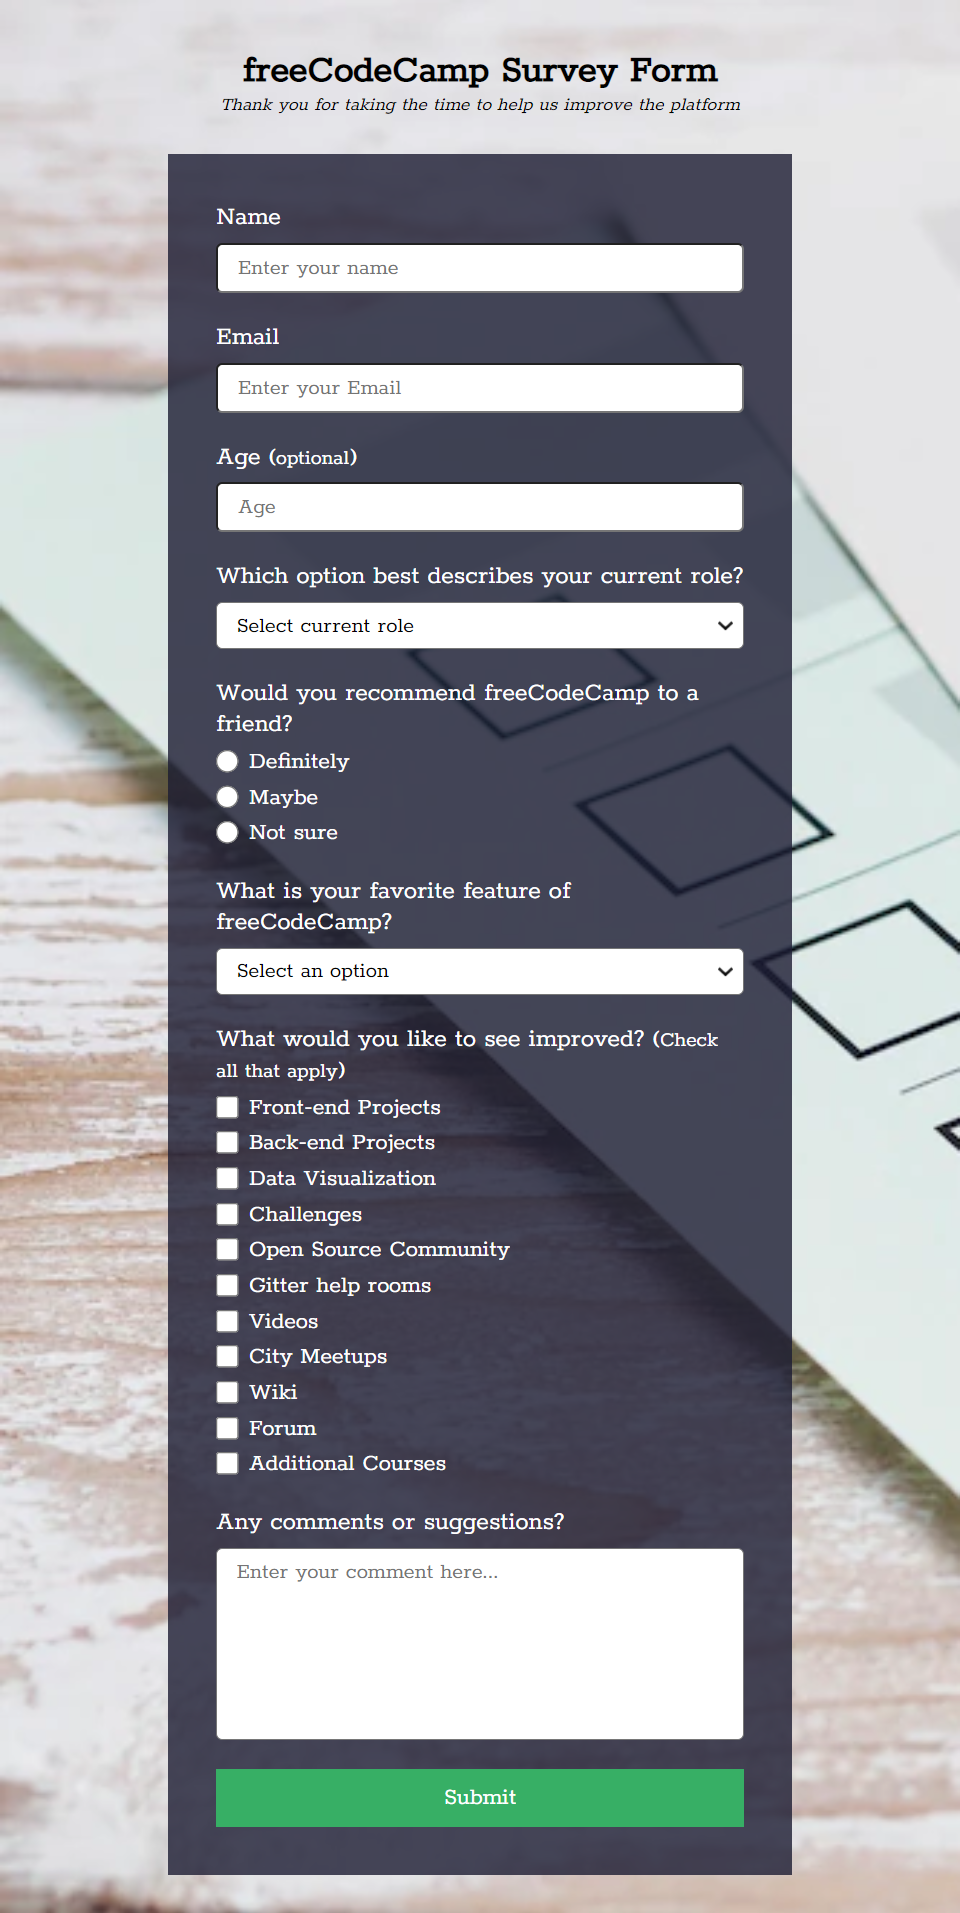 freeCodeCamp Survey Form
Thank you for taking the time to help us improve the platform
Name
Enter your name
Email
Enter your Email
Age (optional)
Age
Which option best describes your current role?
Select current role
Would you recommend freeCodeCamp to a
friend?
Definitely
Maybe
Not sure
What is your favorite feature of
freeCodeCamp?
Select an option
What would you like to see improved? (Check
all that apply)
Front-end Projects
Back-end Projects
Data Visualization
Challenges
Open Source Community
Gitter help rooms
Videos
City Meetups
Wiki
Forum
Additional Courses
Any comments or suggestions?
Enter your comment here...
Submit